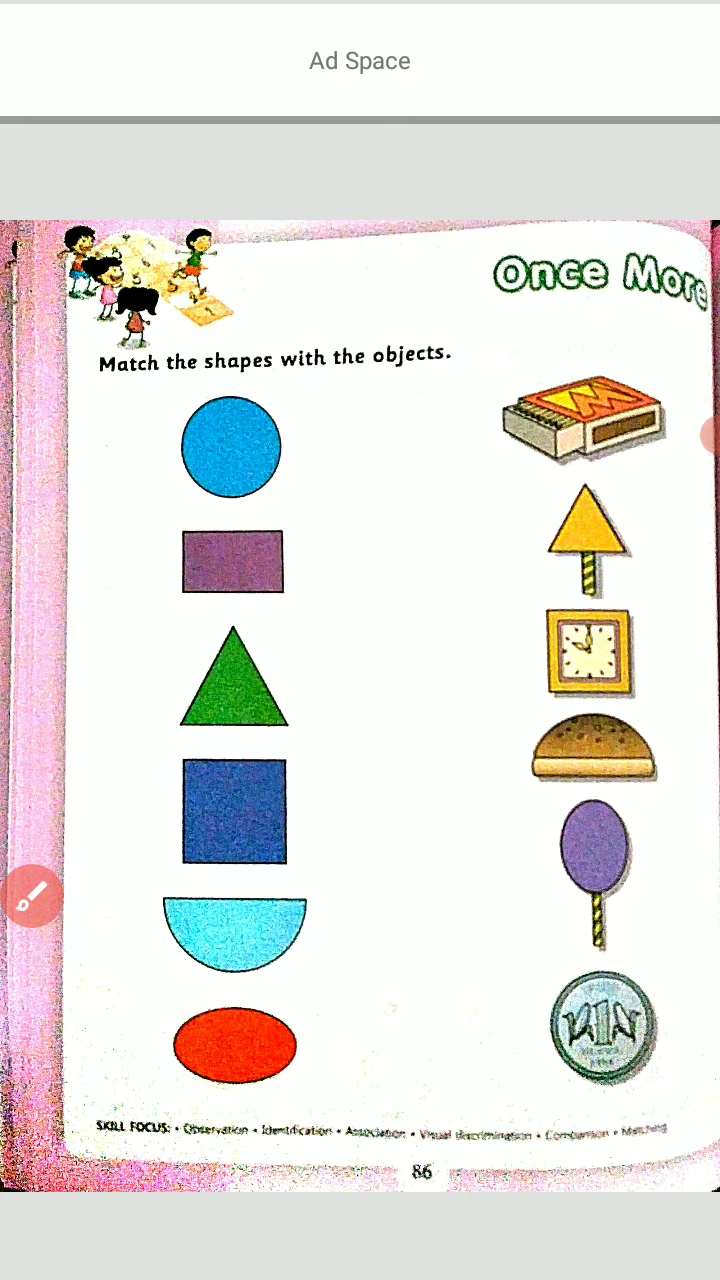 Ad Space
Once More
Match the shapes with the objects.
1
SKILL FOCUS: • Observation • Identification • Association • Visual discrimination • Comparison • Matching
86